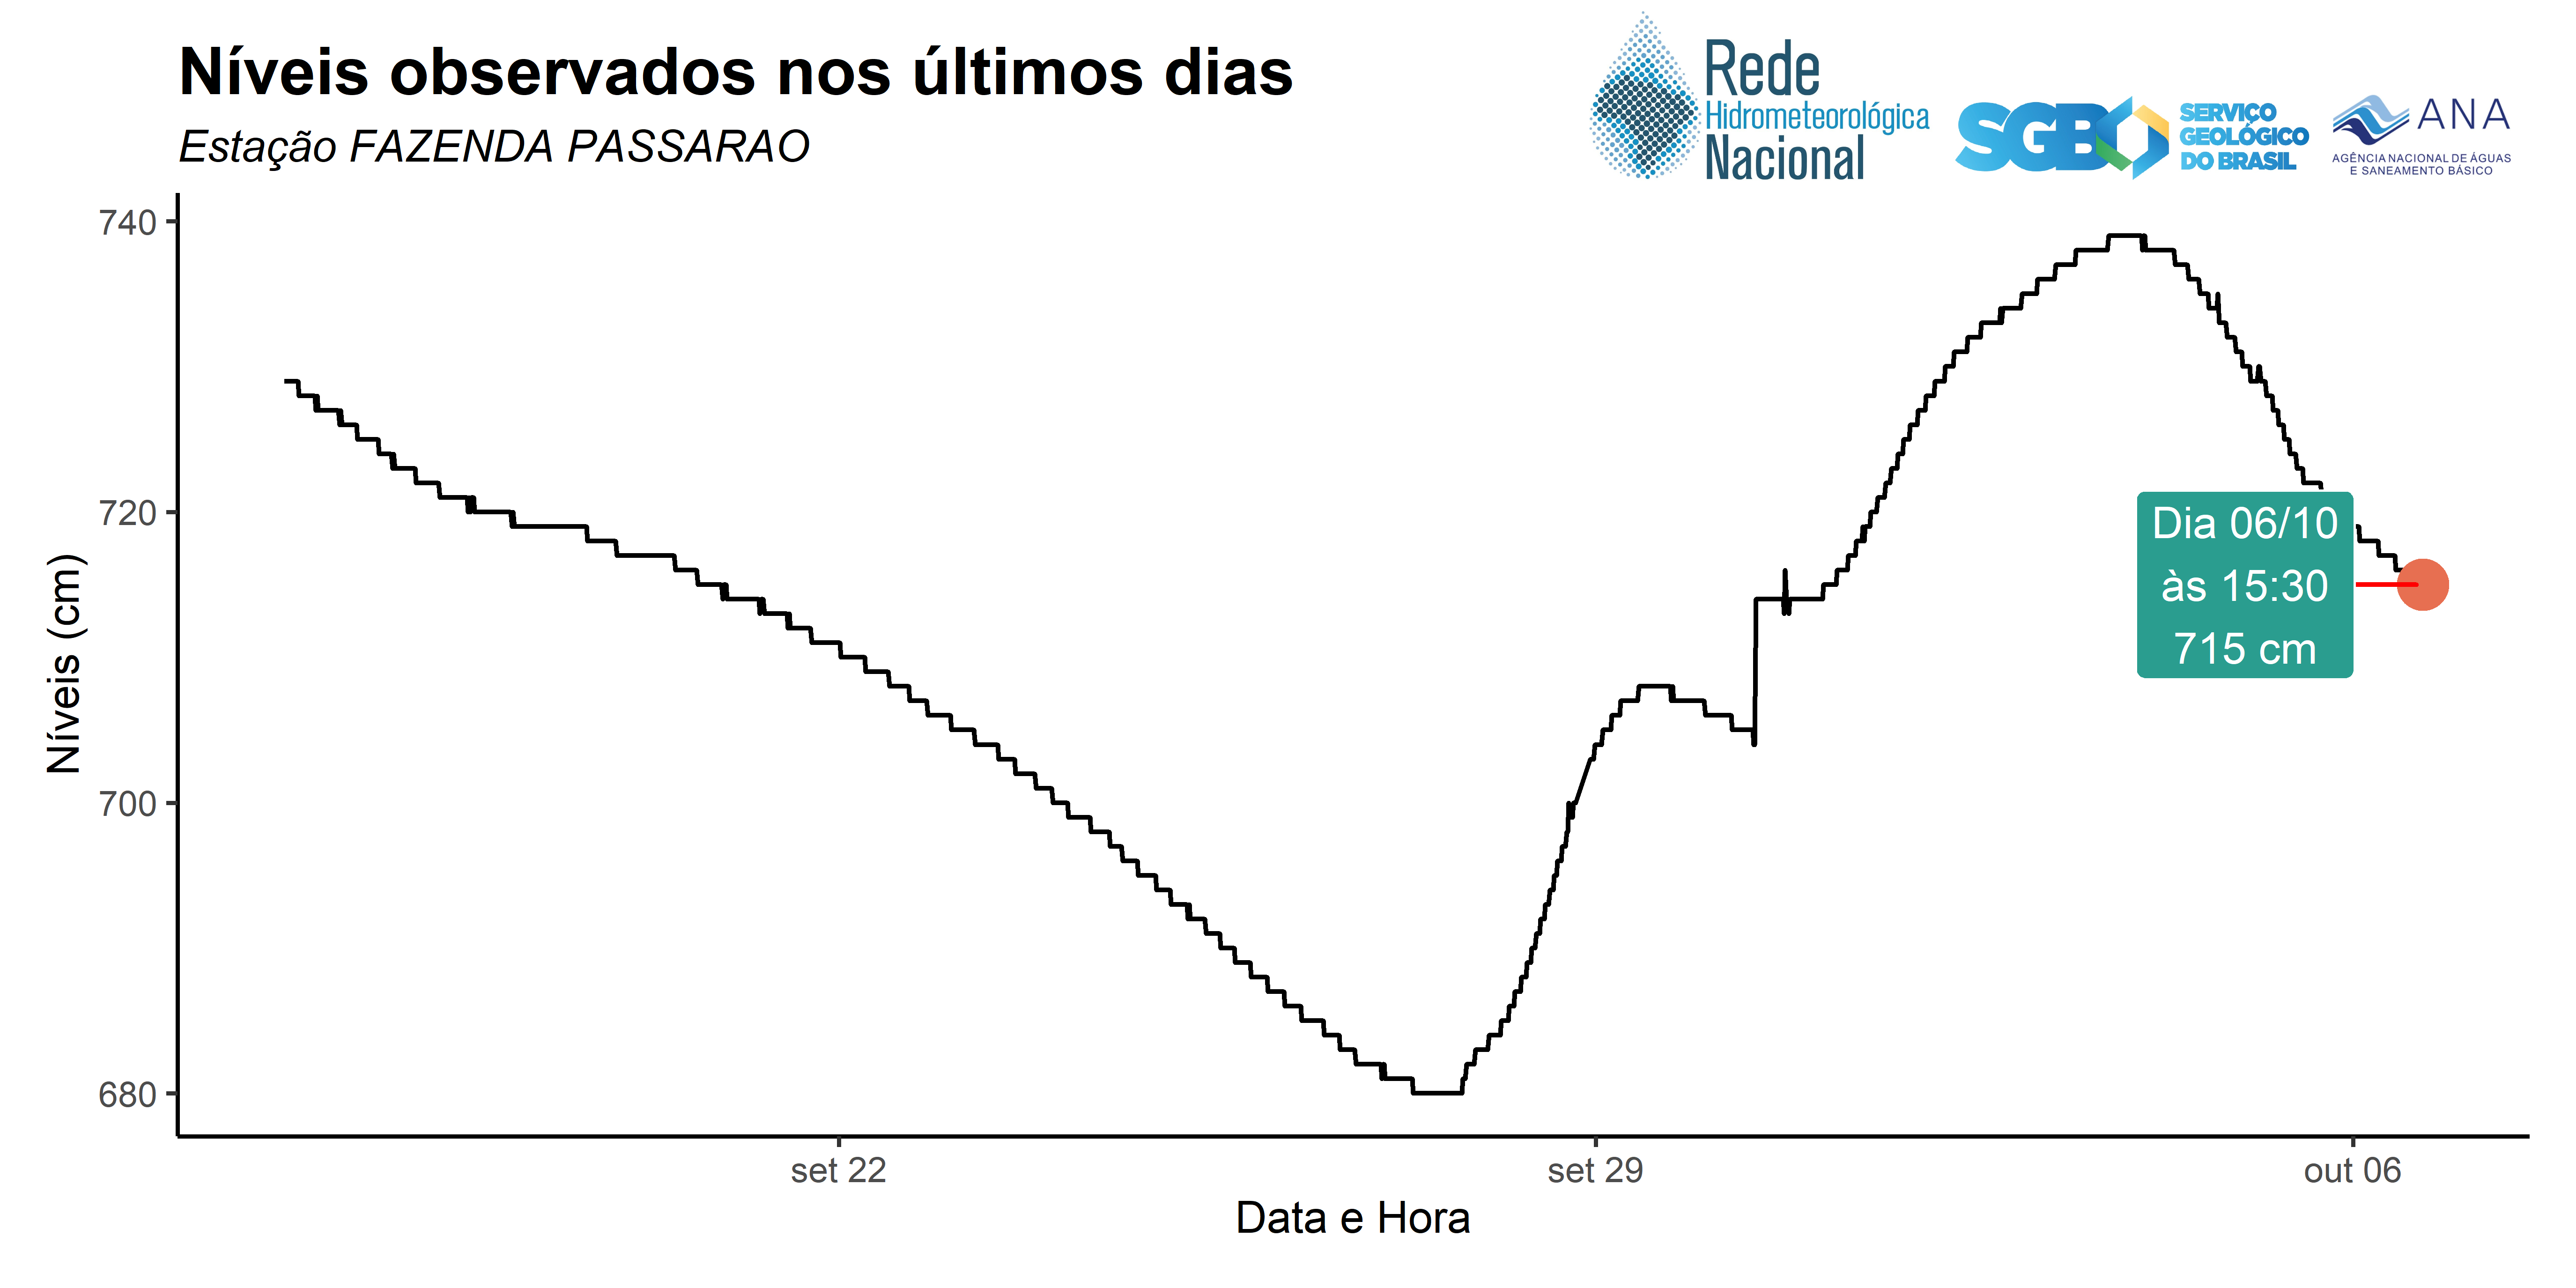 Níveis observados nos últimos dias
Estação FAZENDA PASSARAO
Rede
Hidrometeorológica
Nacional
SGB
SERVIÇO
GEOLÓGICO
DO BRASIL
ANA
AGÊNCIA NACIONAL DE ÁGUAS
E SANEAMENTO BÁSICO
740
720
700
680
Níveis (cm)
Dia 06/10
às 15:30
715 cm
set 22
set 29
out 06
Data e Hora